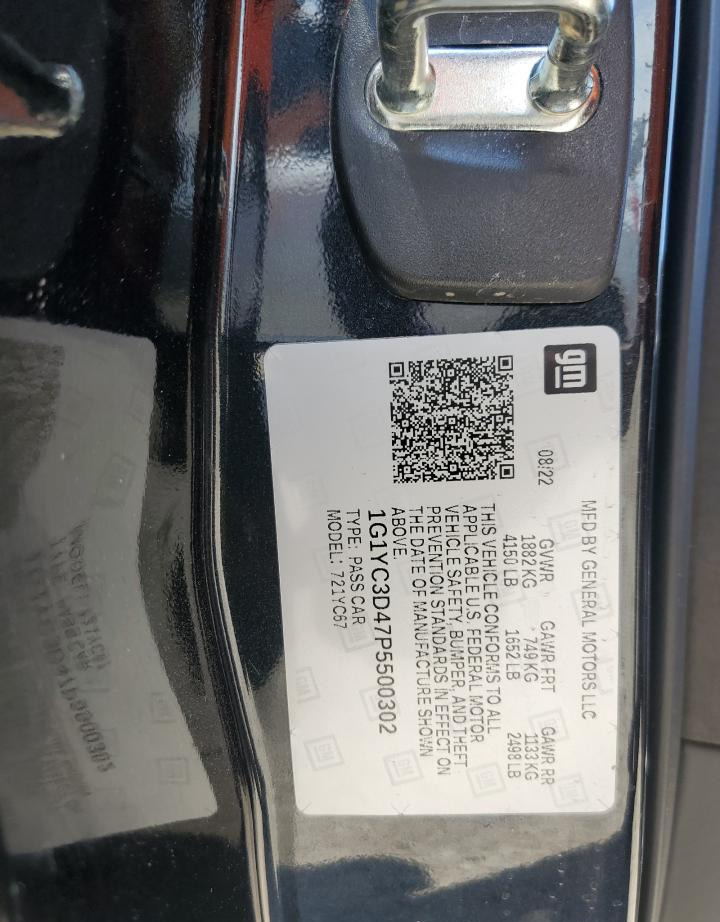 gm
08/22
MFD BY GENERAL MOTORS LLC
GVWR GAWR FRT GAWR RR
1882 KG 749 KG 1133 KG
4150 LB 1652 LB 2498 LB
THIS VEHICLE CONFORMS TO ALL
APPLICABLE U.S. FEDERAL MOTOR
VEHICLE SAFETY, BUMPER, AND THEFT
PREVENTION STANDARDS IN EFFECT ON
THE DATE OF MANUFACTURE SHOWN
ABOVE.
1G1YC3D47P5500302
TYPE: PASS CAR
MODEL: 721YC67